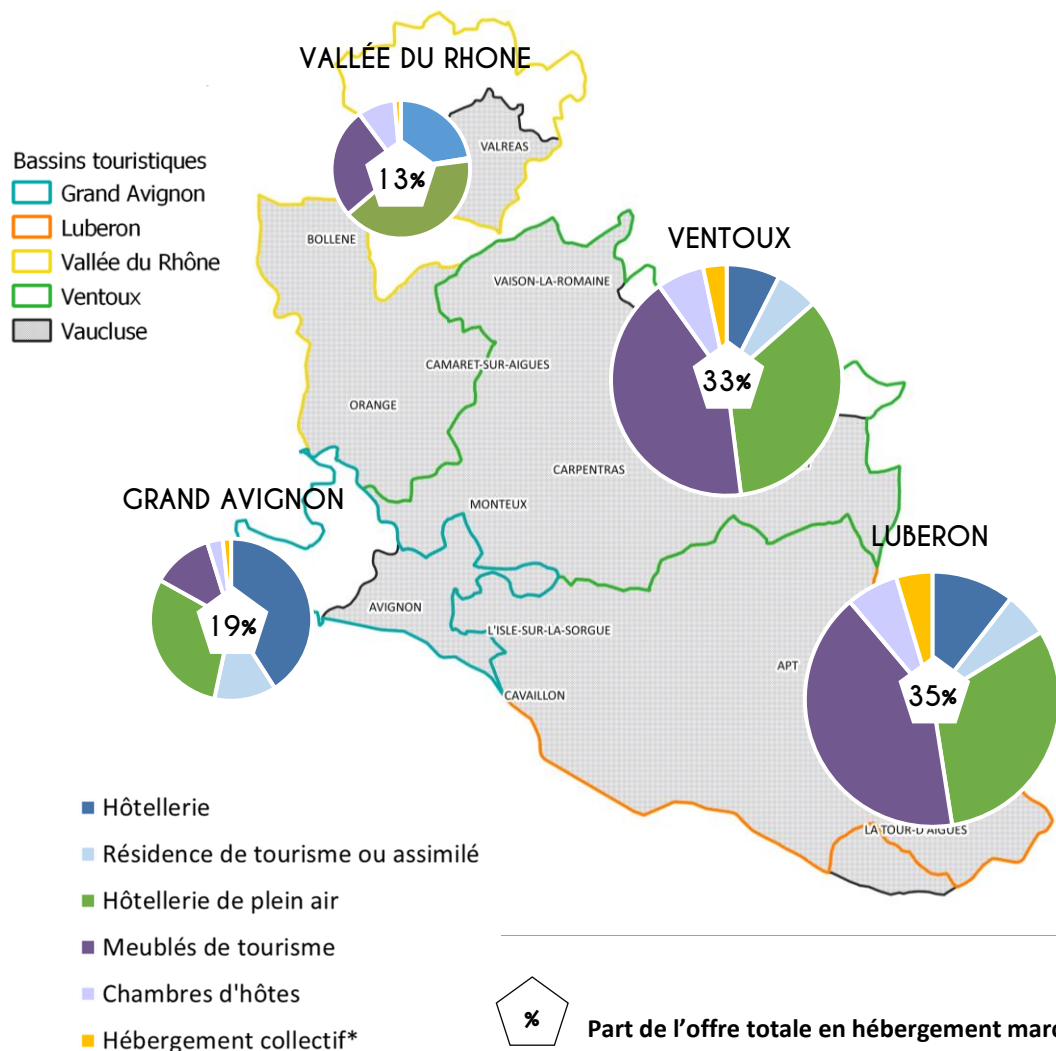 VALLÉE DU RHONE
VALREAS
Bassins touristiques
Grand Avignon
Luberon
Vallée du Rhône
Ventoux
Vaucluse
13%
BOLLENE
VENTOUX
VAISON-LA-ROMAINE
CAMARET-SUR-AIGUES
33%
ORANGE
CARPENTRAS
GRAND AVIGNON
MONTEUX
LUBERON
AVIGNON
19%
L'ISLE-SUR-LA-SORGUE
APT
CAVAILLON
35%
Hôtellerie
LA TOUR-D'AIGUES
Résidence de tourisme ou assimilé
Hôtellerie de plein air
Meublés de tourisme
Chambres d'hôtes
Hébergement collectif*
%
Part de l'offre totale en hébergement marc